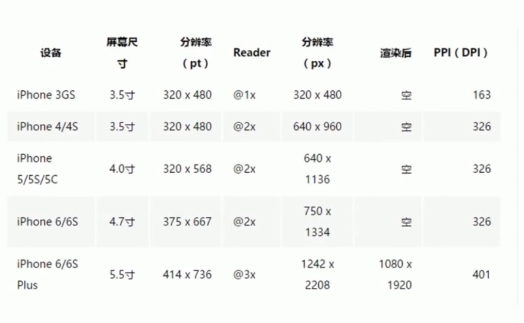 设备 屏幕尺寸 分辨率（pt） Reader 分辨率（px） 渲染后 PPI（DPI）
iPhone 3GS 3.5寸 320 x 480 @1x 320 x 480 空 163
iPhone 4/4S 3.5寸 320 x 480 @2x 640 x 960 空 326
iPhone 5/5S/5C 4.0寸 320 x 568 @2x 640 x 1136 空 326
iPhone 6/6S 4.7寸 375 x 667 @2x 750 x 1334 空 326
iPhone 6/6S Plus 5.5寸 414 x 736 @3x 1242 x 2208 1080 x 1920 401